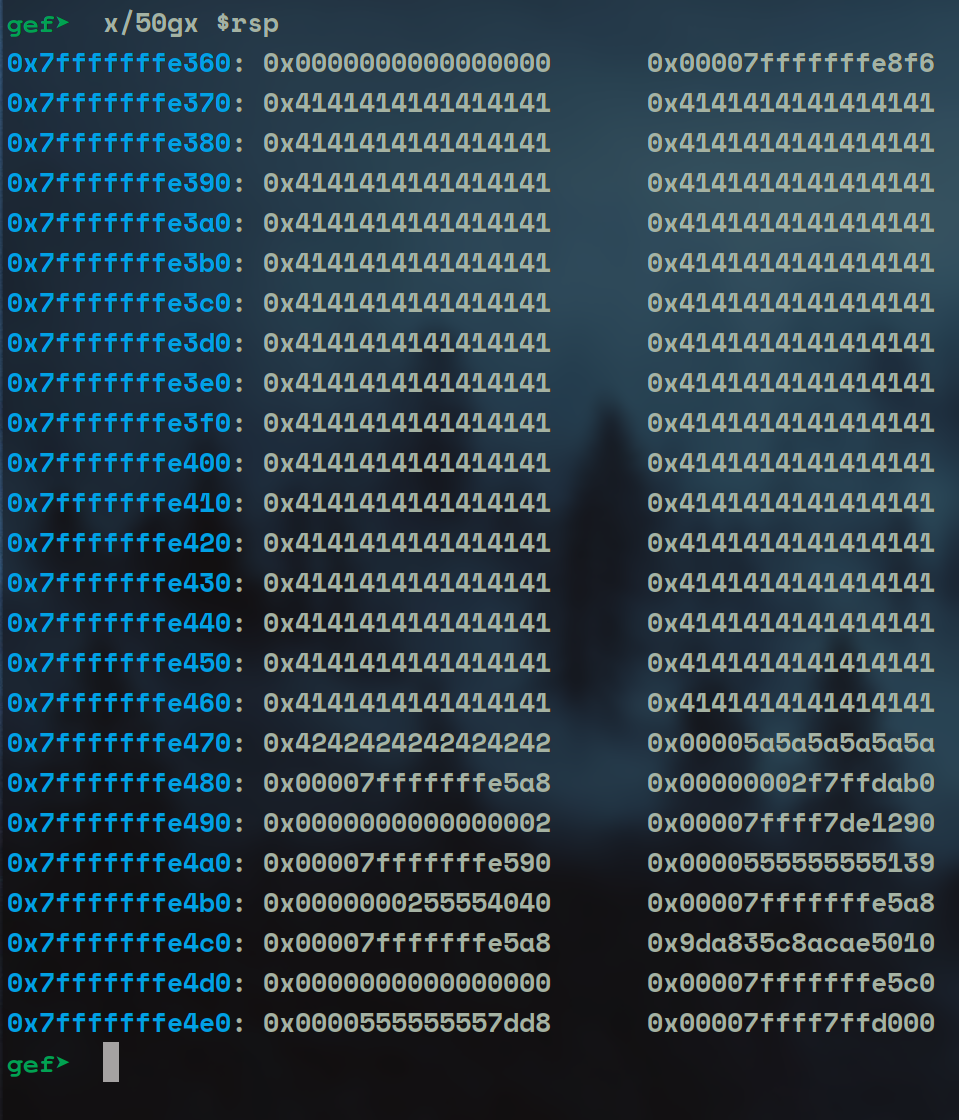 gef➤ x/50gx $rsp
0x7fffffffe360: 0x0000000000000000 0x00007fffffffe8f6
0x7fffffffe370: 0x4141414141414141 0x4141414141414141
0x7fffffffe380: 0x4141414141414141 0x4141414141414141
0x7fffffffe390: 0x4141414141414141 0x4141414141414141
0x7fffffffe3a0: 0x4141414141414141 0x4141414141414141
0x7fffffffe3b0: 0x4141414141414141 0x4141414141414141
0x7fffffffe3c0: 0x4141414141414141 0x4141414141414141
0x7fffffffe3d0: 0x4141414141414141 0x4141414141414141
0x7fffffffe3e0: 0x4141414141414141 0x4141414141414141
0x7fffffffe3f0: 0x4141414141414141 0x4141414141414141
0x7fffffffe400: 0x4141414141414141 0x4141414141414141
0x7fffffffe410: 0x4141414141414141 0x4141414141414141
0x7fffffffe420: 0x4141414141414141 0x4141414141414141
0x7fffffffe430: 0x4141414141414141 0x4141414141414141
0x7fffffffe440: 0x4141414141414141 0x4141414141414141
0x7fffffffe450: 0x4141414141414141 0x4141414141414141
0x7fffffffe460: 0x4141414141414141 0x4141414141414141
0x7fffffffe470: 0x4242424242424242 0x00005a5a5a5a5a5a
0x7fffffffe480: 0x00007fffffffe5a8 0x00000002f7ffdab0
0x7fffffffe490: 0x0000000000000002 0x00007ffff7de1290
0x7fffffffe4a0: 0x00007fffffffe590 0x0000555555555139
0x7fffffffe4b0: 0x0000000255554040 0x00007fffffffe5a8
0x7fffffffe4c0: 0x00007fffffffe5a8 0x9da835c8acae5010
0x7fffffffe4d0: 0x0000000000000000 0x00007fffffffe5c0
0x7fffffffe4e0: 0x0000555555557dd8 0x00007ffff7ffd000
gef➤